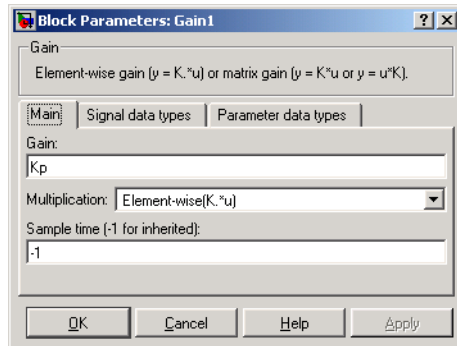 Block Parameters: Gain1
Gain
Element-wise gain (y = K.*u) or matrix gain (y = K*u or y = u*K).
Main Signal data types Parameter data types
Gain:
Kp
Multiplication: Element-wise(K.*u)
Sample time (-1 for inherited):
-1
OK Cancel Help Apply